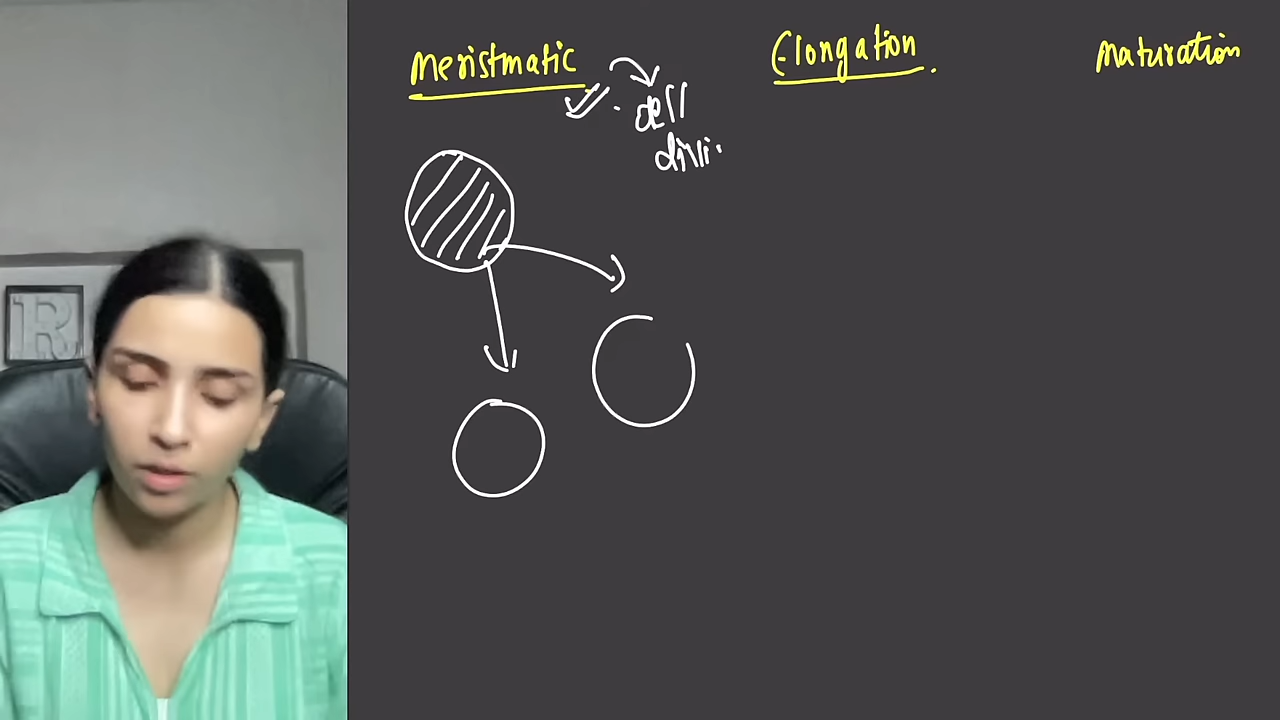 Meristmatic
Elongation.
Maturation
cell
divi.
R